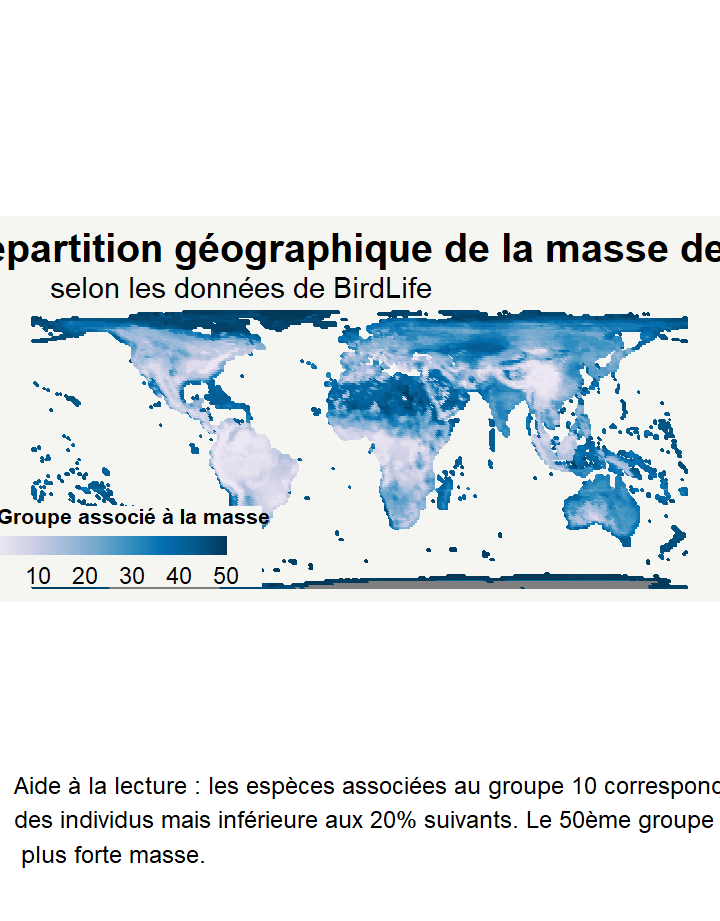 épartition géographique de la masse de
selon les données de BirdLife
Groupe associé à la masse
10 20 30 40 50
Aide à la lecture : les espèces associées au groupe 10 correspond
des individus mais inférieure aux 20% suivants. Le 50ème groupe
plus forte masse.